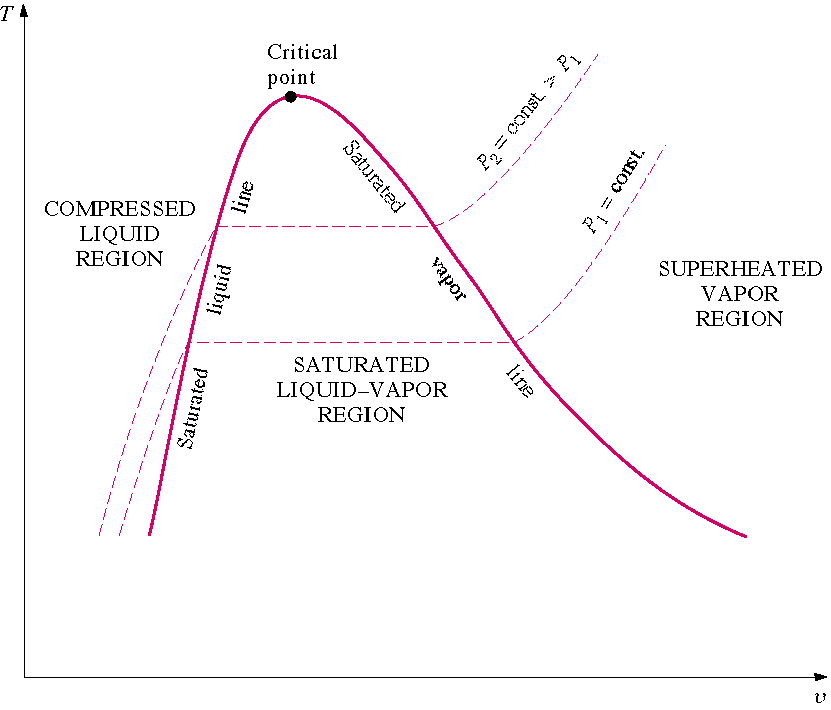 T
Critical
point
P2 = const. > P1
Saturated
line
P1 = const.
COMPRESSED
LIQUID
REGION
liquid
vapor
SUPERHEATED
VAPOR
REGION
SATURATED
LIQUID–VAPOR
REGION
Saturated
line
υ